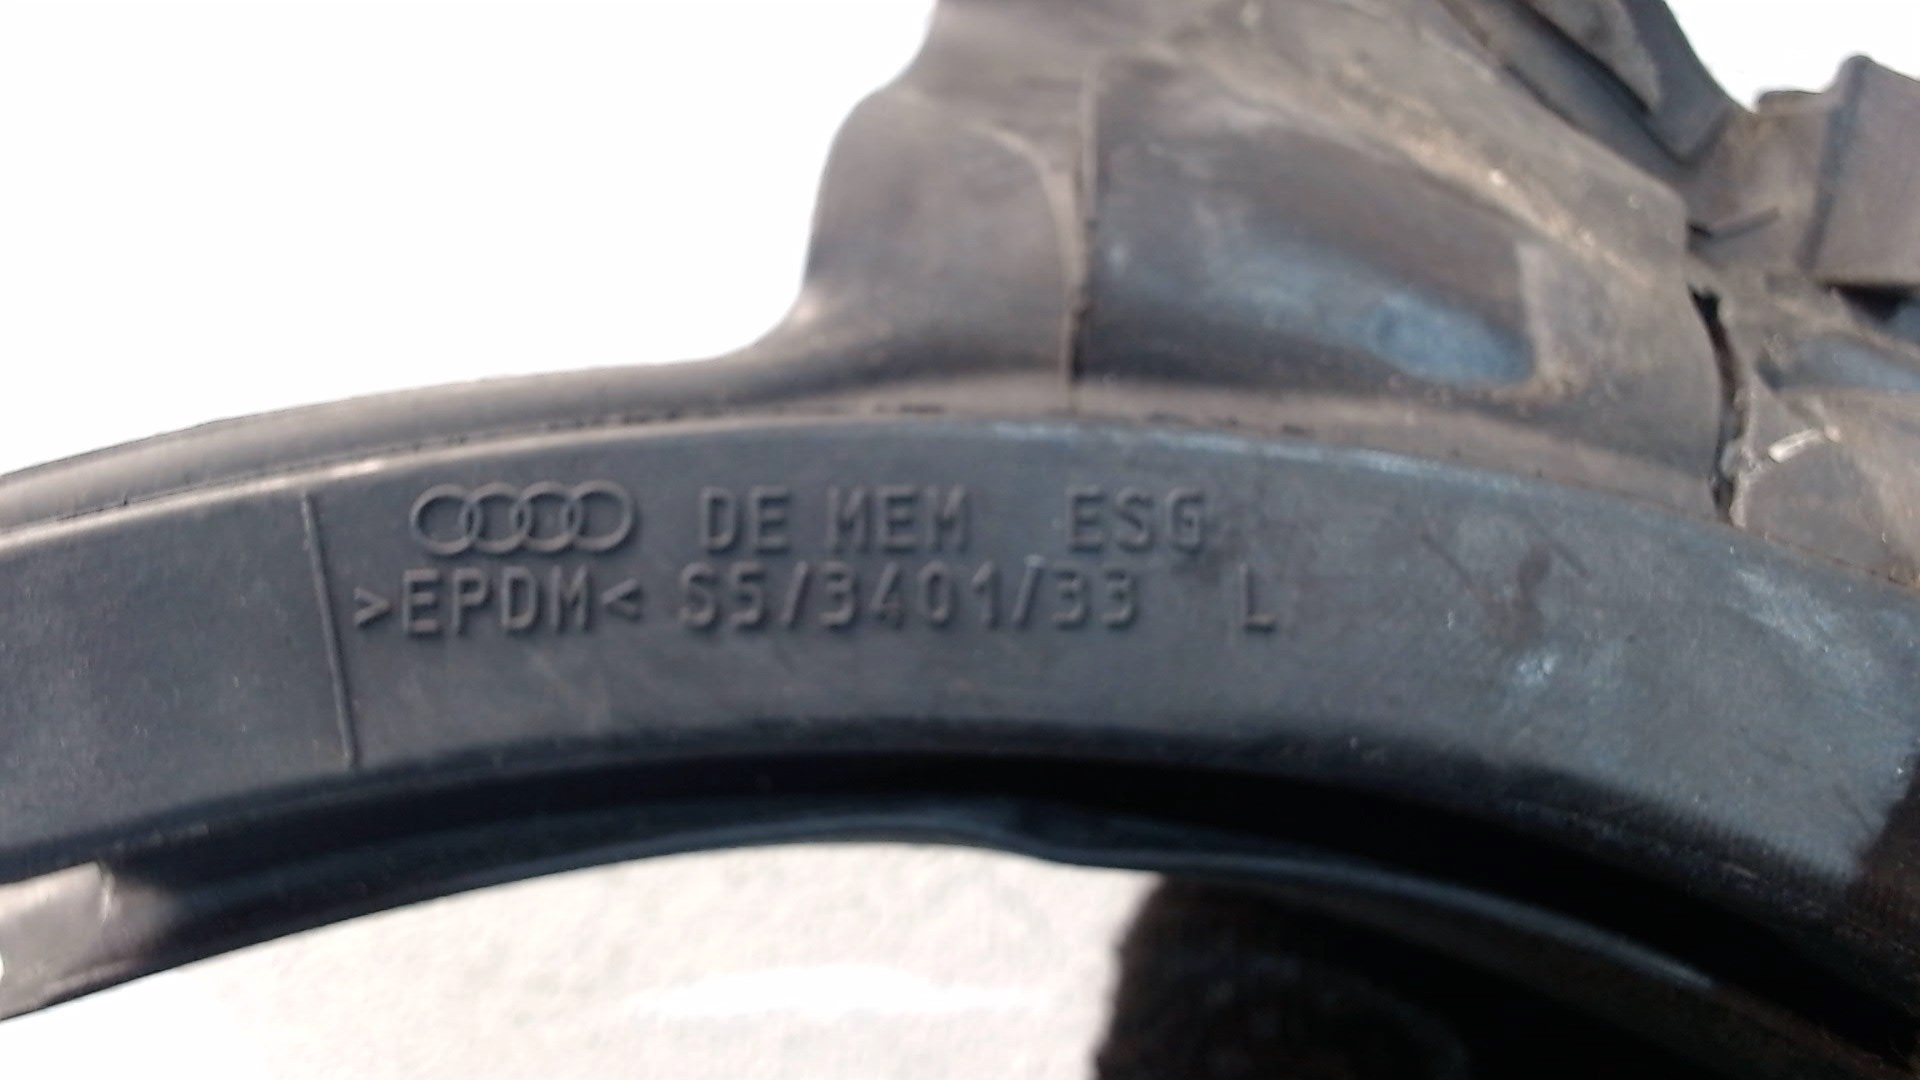 DE MEM ESG
>EPDM< S5/3401/33 L